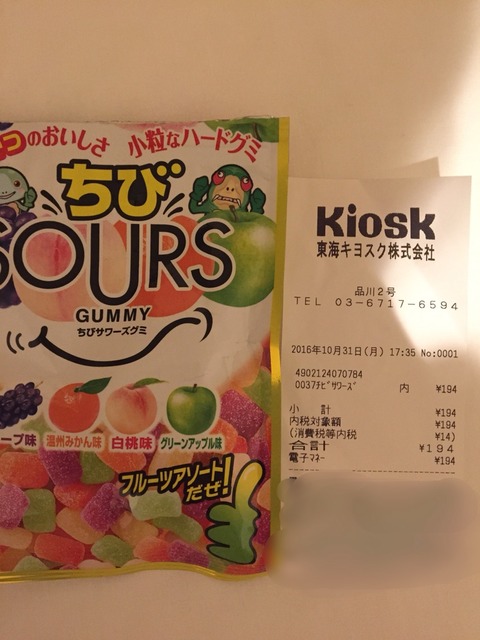 つのおいしさ 小粒なハードグミ
ちび
SOURS
GUMMY
ちびサワーズグミ
ープ味
温州みかん味
白桃味
グリーンアップル味
フルーツアソート
だぜ!
Kiosk
東海キヨスク株式会社
品川2号
TEL 03-6717-6594
2016年10月31日(月) 17:35 No:0001
4902124070784
0037チビサワーズ 内 ¥194
小 計 ¥194
内税対象額 ¥194
(消費税等内税 ¥14)
合計 ¥194
電子マネー ¥194